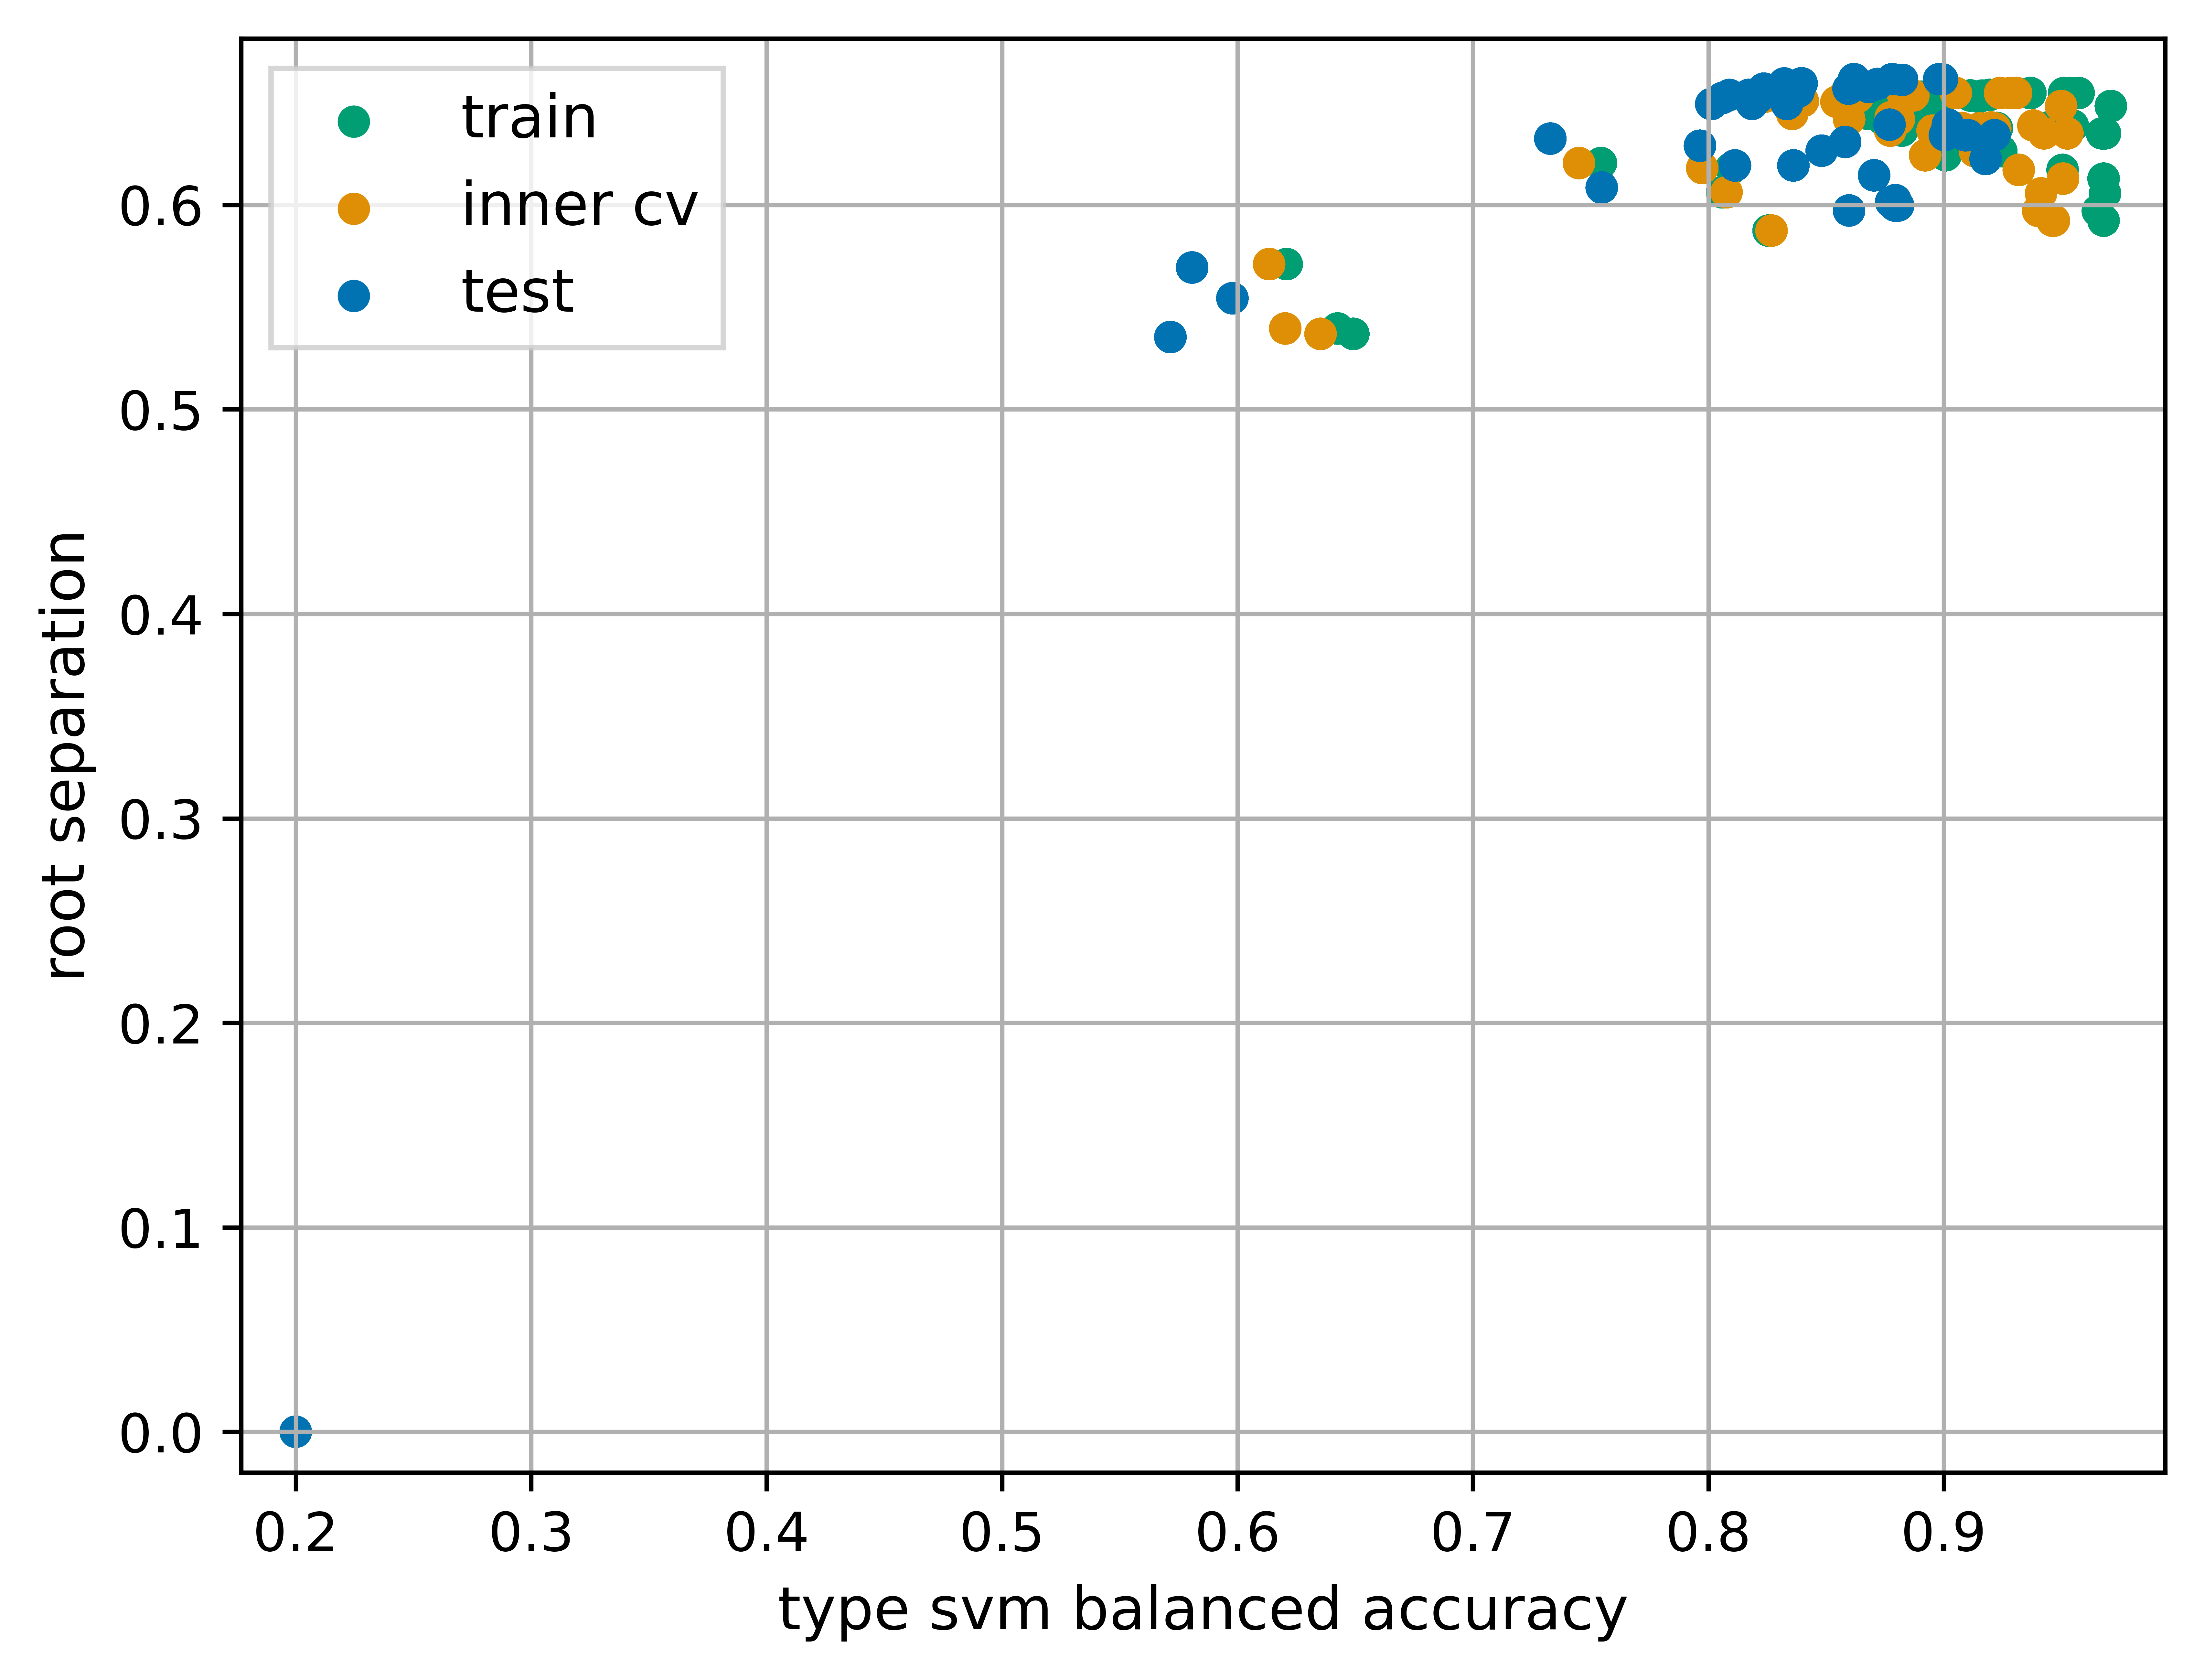 train
inner cv
test
0.6
0.5
0.4
0.3
0.2
0.1
0.0
root separation
0.2 0.3 0.4 0.5 0.6 0.7 0.8 0.9
type svm balanced accuracy